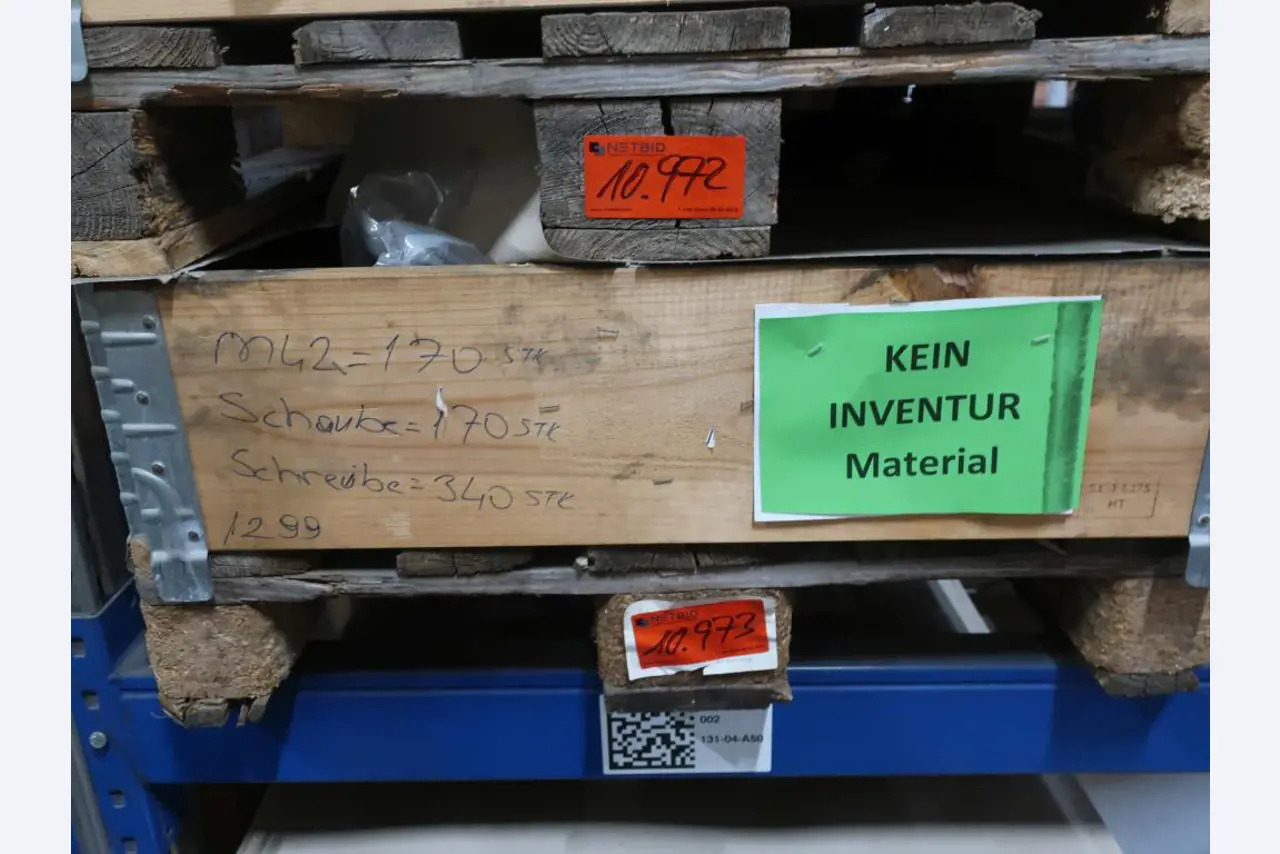 NETBID
10.972
M42=170 STK
Schaube=170 STK
Schreibe=340 STK
1299
KEIN
INVENTUR
Material
HT
NETBID
10.973
002
131-04-A50